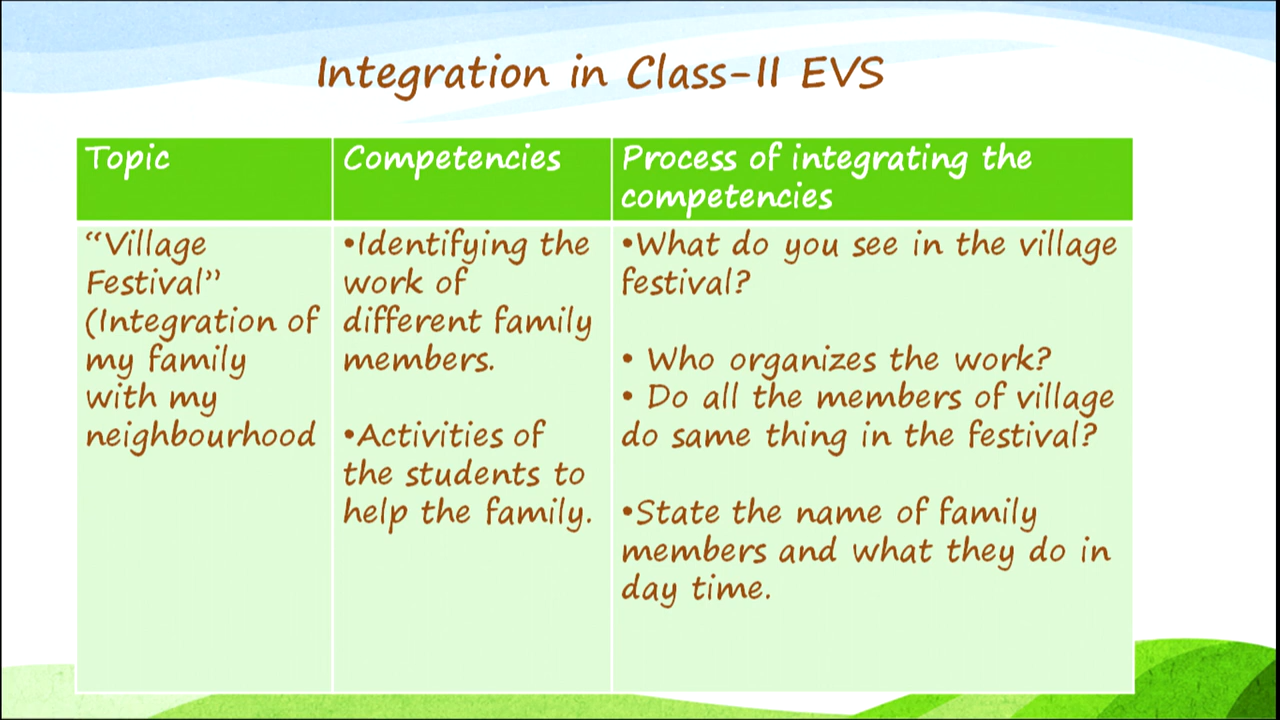 Integration in Class-II EVS
Topic
Competencies
Process of integrating the
competencies
“Village
Festival”
(Integration of
my family
with my
neighbourhood
•Identifying the
work of
different family
members.
•Activities of
the students to
help the family.
•What do you see in the village
festival?
• Who organizes the work?
• Do all the members of village
do same thing in the festival?
•State the name of family
members and what they do in
day time.